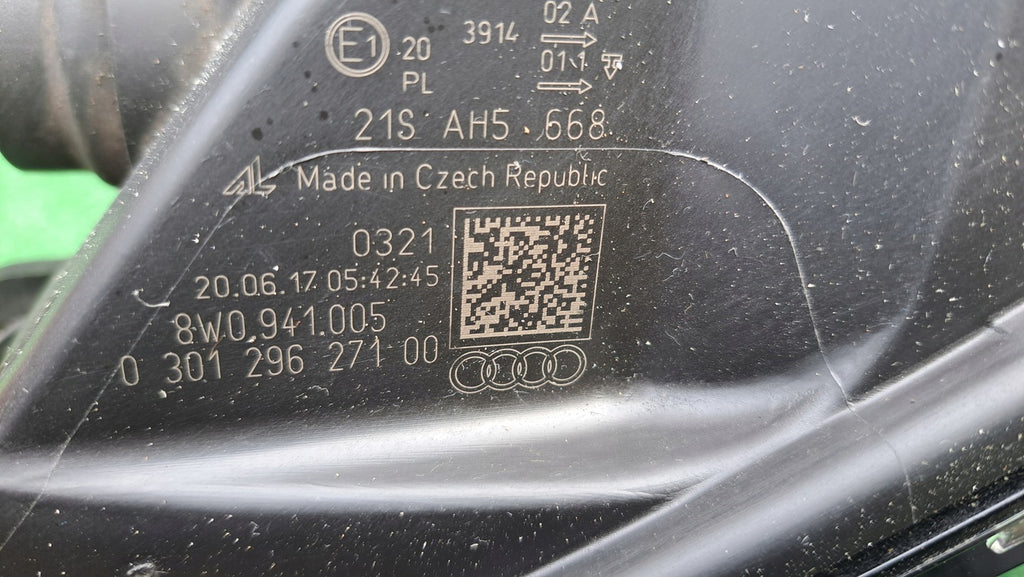 E1
20
PL
3914
02 A
01.1
21S AH5 668
AL Made in Czech Republic
0321
20.06.17 05:42:45
8W0.941.005
0 301 296 271 00